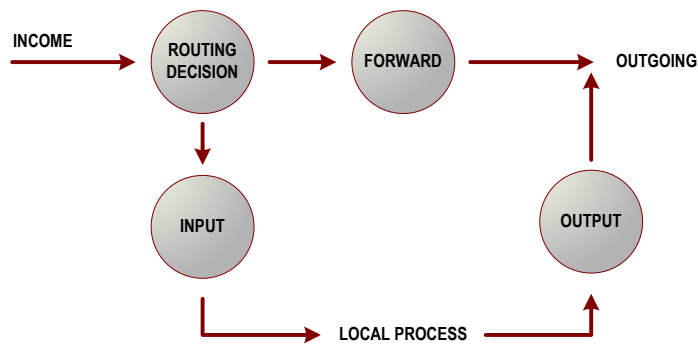 INCOME
ROUTING
DECISION
FORWARD
OUTGOING
INPUT
OUTPUT
LOCAL PROCESS